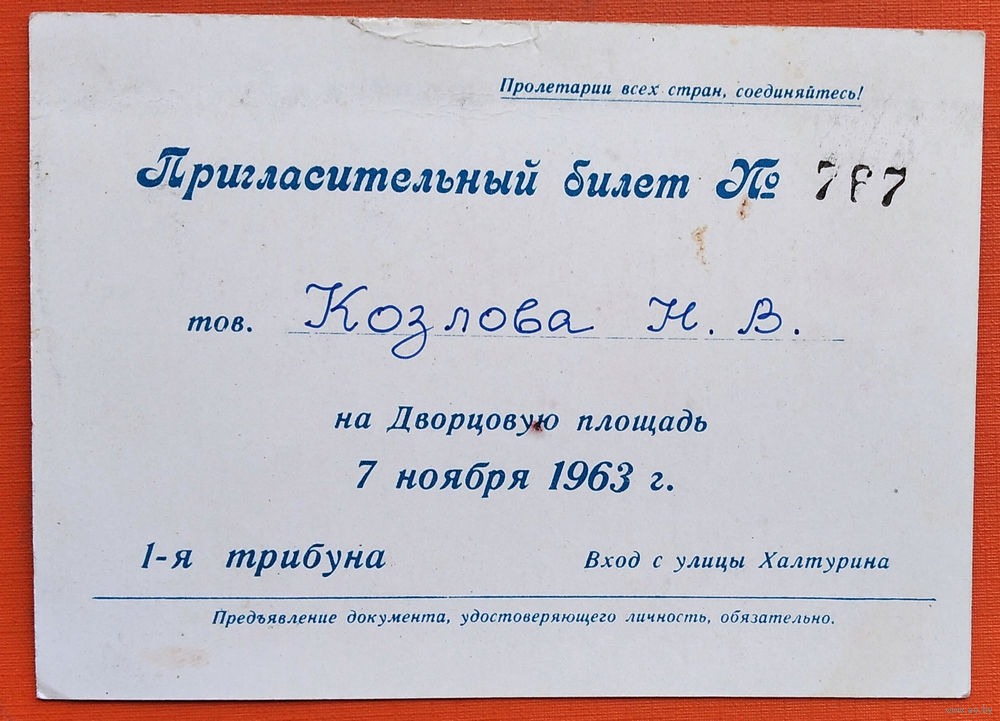 Пролетарии всех стран, соединяйтесь!
Пригласительный билет №
тов. Козлова Н. В.
на Дворцовую площадь
7 ноября 1963 г.
1-я трибуна
Вход с улицы Халтурина
Предъявление документа, удостоверяющего личность, обязательно.